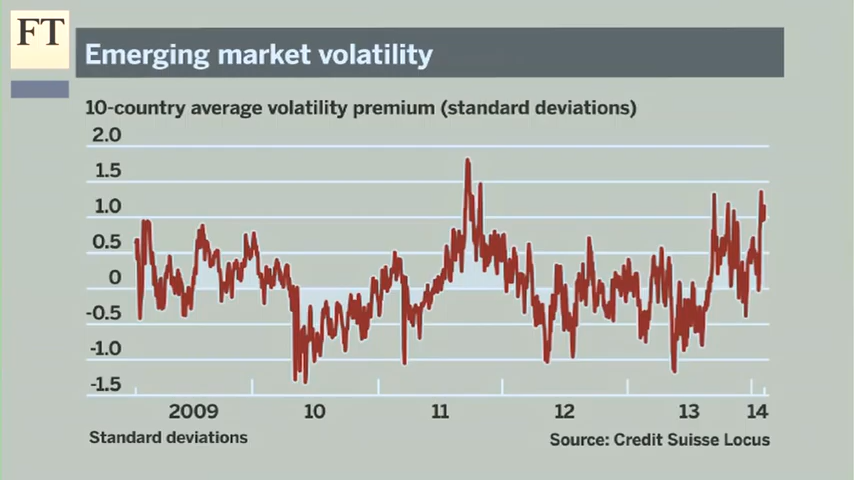 FT
Emerging market volatility
10-country average volatility premium (standard deviations)
2.0
1.5
1.0
0.5
0
-0.5
-1.0
-1.5
2009 10 11 12 13 14
Standard deviations Source: Credit Suisse Locus